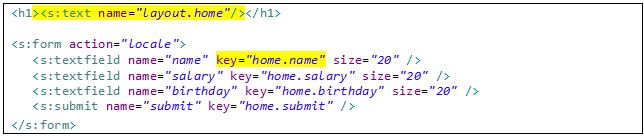 <h1><s:text name="layout.home"/></h1>
<s:form action="locale">
<s:textfield name="name" key="home.name" size="20" />
<s:textfield name="salary" key="home.salary" size="20" />
<s:textfield name="birthday" key="home.birthday" size="20" />
<s:submit name="submit" key="home.submit" />
</s:form>